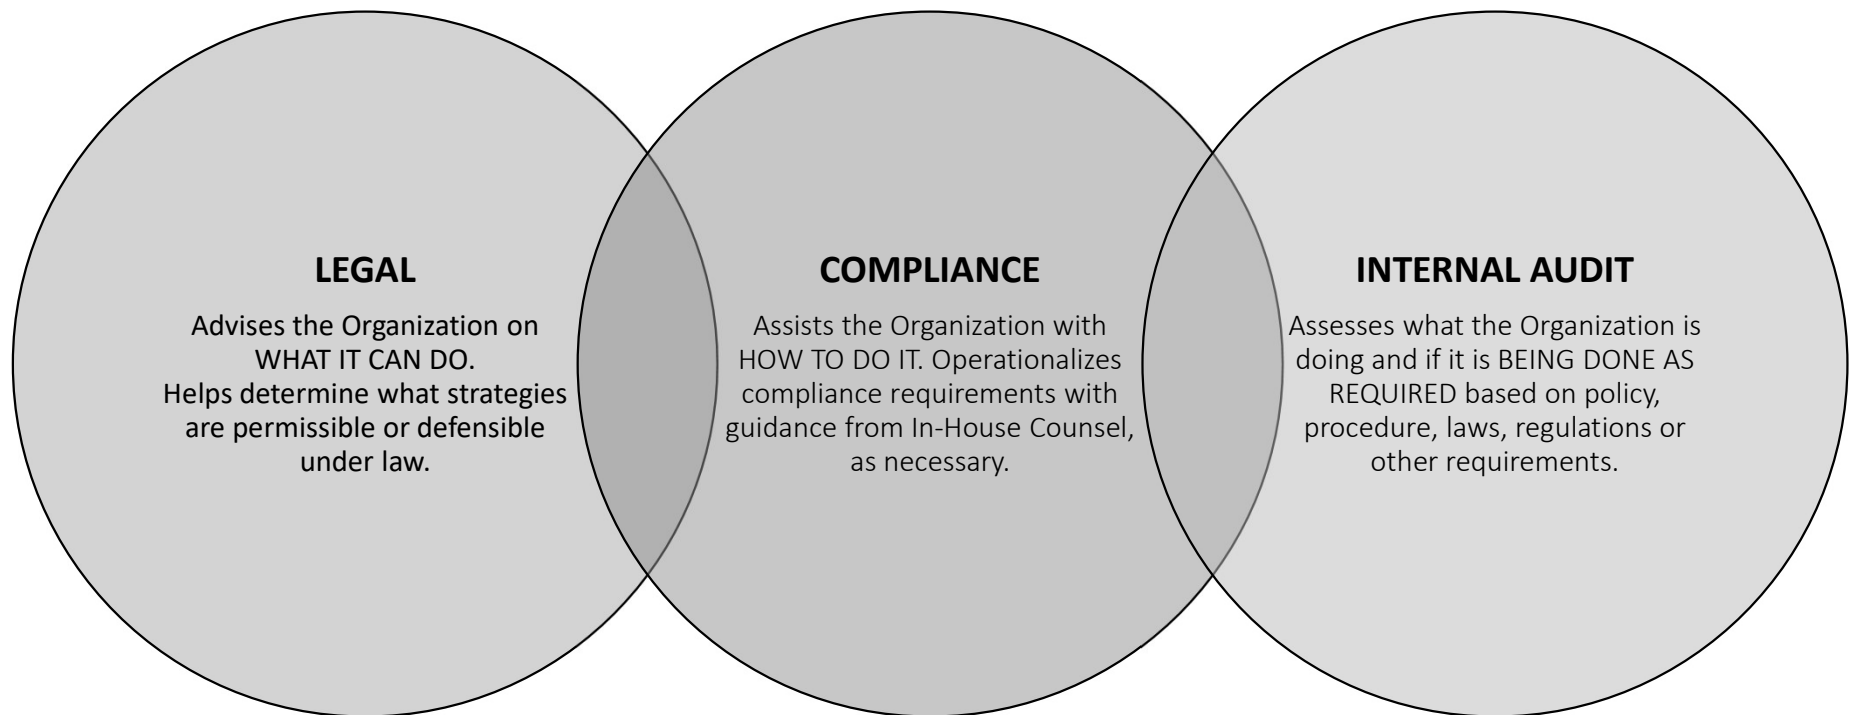 LEGAL
Advises the Organization on
WHAT IT CAN DO.
Helps determine what strategies
are permissible or defensible
under law.
COMPLIANCE
Assists the Organization with
HOW TO DO IT. Operationalizes
compliance requirements with
guidance from In-House Counsel,
as necessary.
INTERNAL AUDIT
Assesses what the Organization is
doing and if it is BEING DONE AS
REQUIRED based on policy,
procedure, laws, regulations or
other requirements.